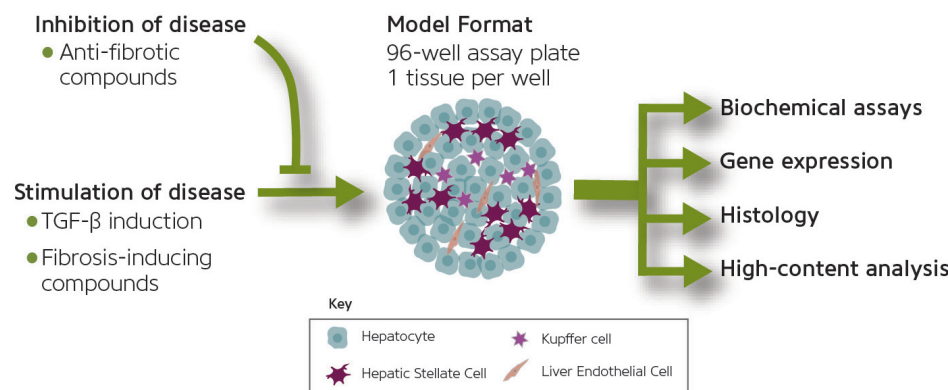 Inhibition of disease
Anti-fibrotic
compounds
Stimulation of disease
TGF-β induction
Fibrosis-inducing
compounds
Model Format
96-well assay plate
1 tissue per well
Biochemical assays
Gene expression
Histology
High-content analysis
Key
Hepatocyte
Kupffer cell
Hepatic Stellate Cell
Liver Endothelial Cell